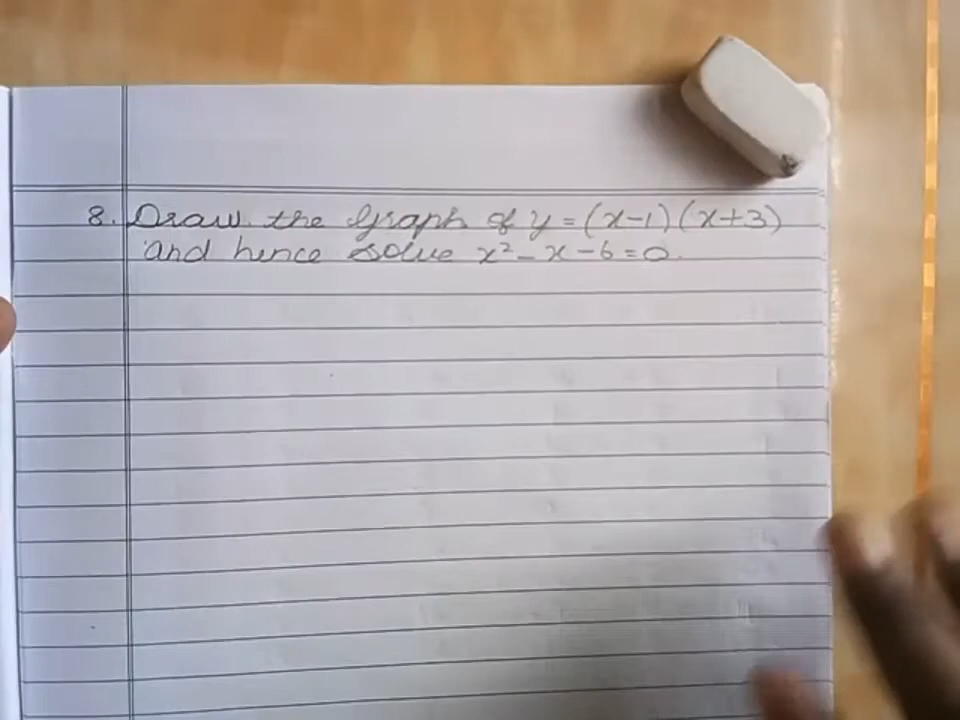 8. Draw the Graph of y = (x-1)(x+3)
and hence solve x² - x - 6 = 0.